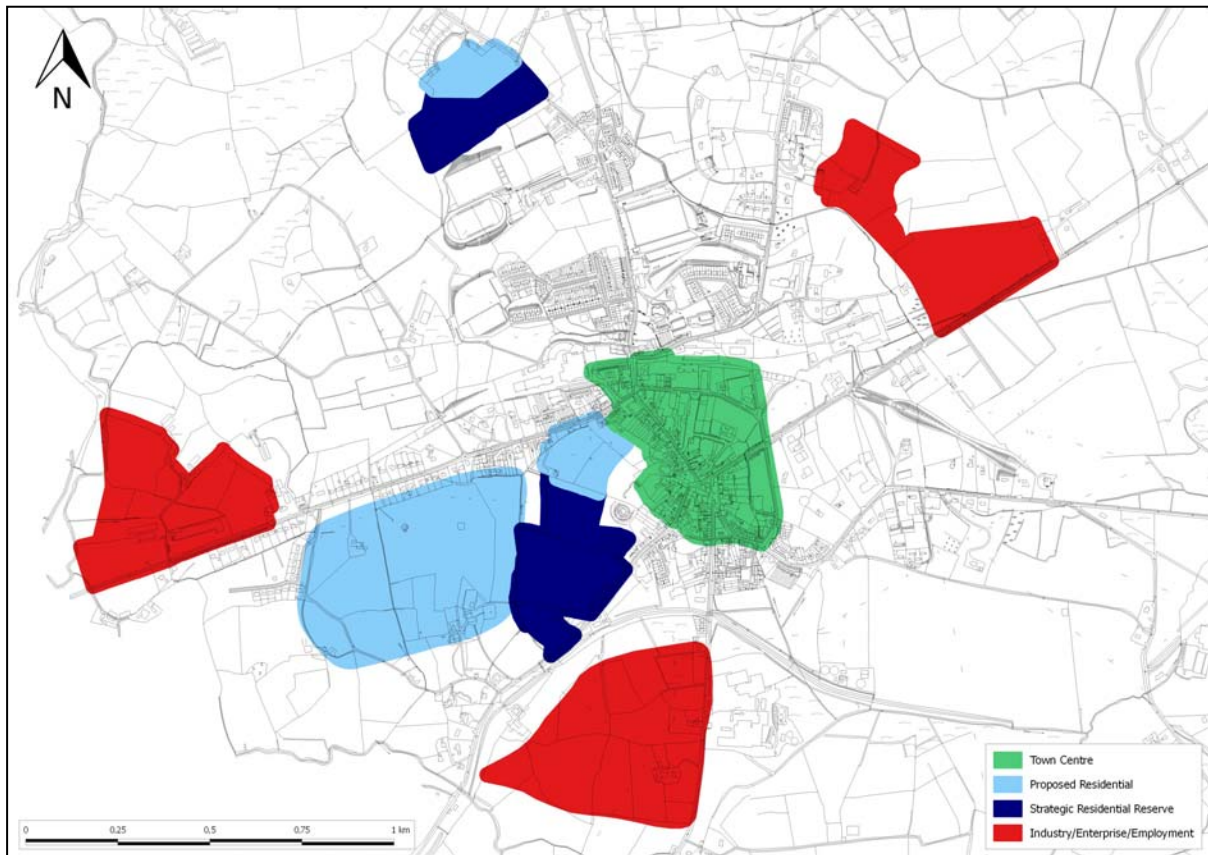 N
Town Centre
Proposed Residential
Strategic Residential Reserve
Industry/Enterprise/Employment
0 0.25 0.5 0.75 1 km